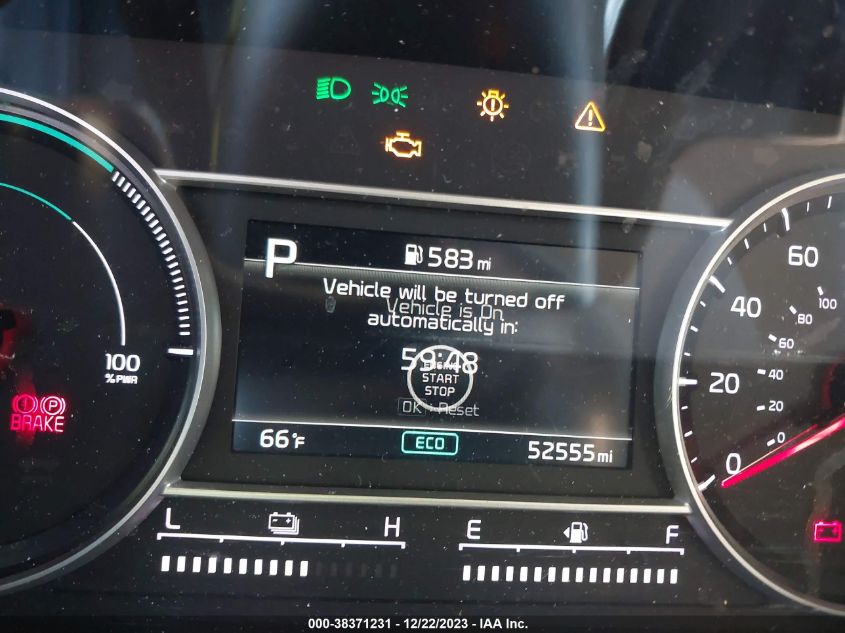 P
583 mi
Vehicle will be turned off
Vehicle is On
automatically in:
59:48
START
STOP
OK : Reset
66°F
ECO
52555 mi
100
%PWR
BRAKE
P
L
H
E
F
60
40
20
0
100
80
60
40
20
0
000-38371231 - 12/22/2023 - IAA Inc.